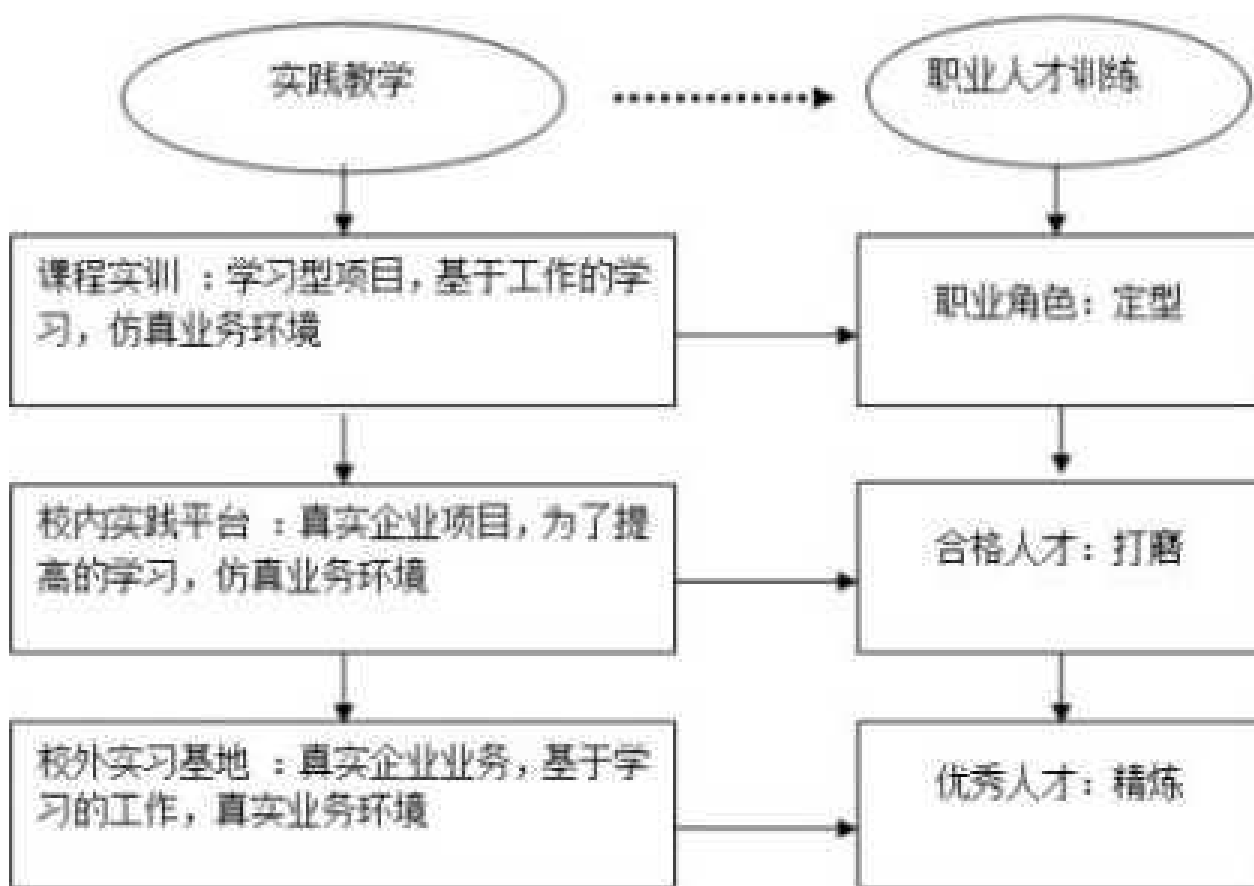 实践教学
职业人才训练
课程实训 ：学习型项目，基于工作的学
习，仿真业务环境
职业角色：定型
校内实践平台 ：真实企业项目，为了提
高的学习，仿真业务环境
合格人才：打磨
校外实习基地 ：真实企业业务，基于学
习的工作，真实业务环境
优秀人才：精炼